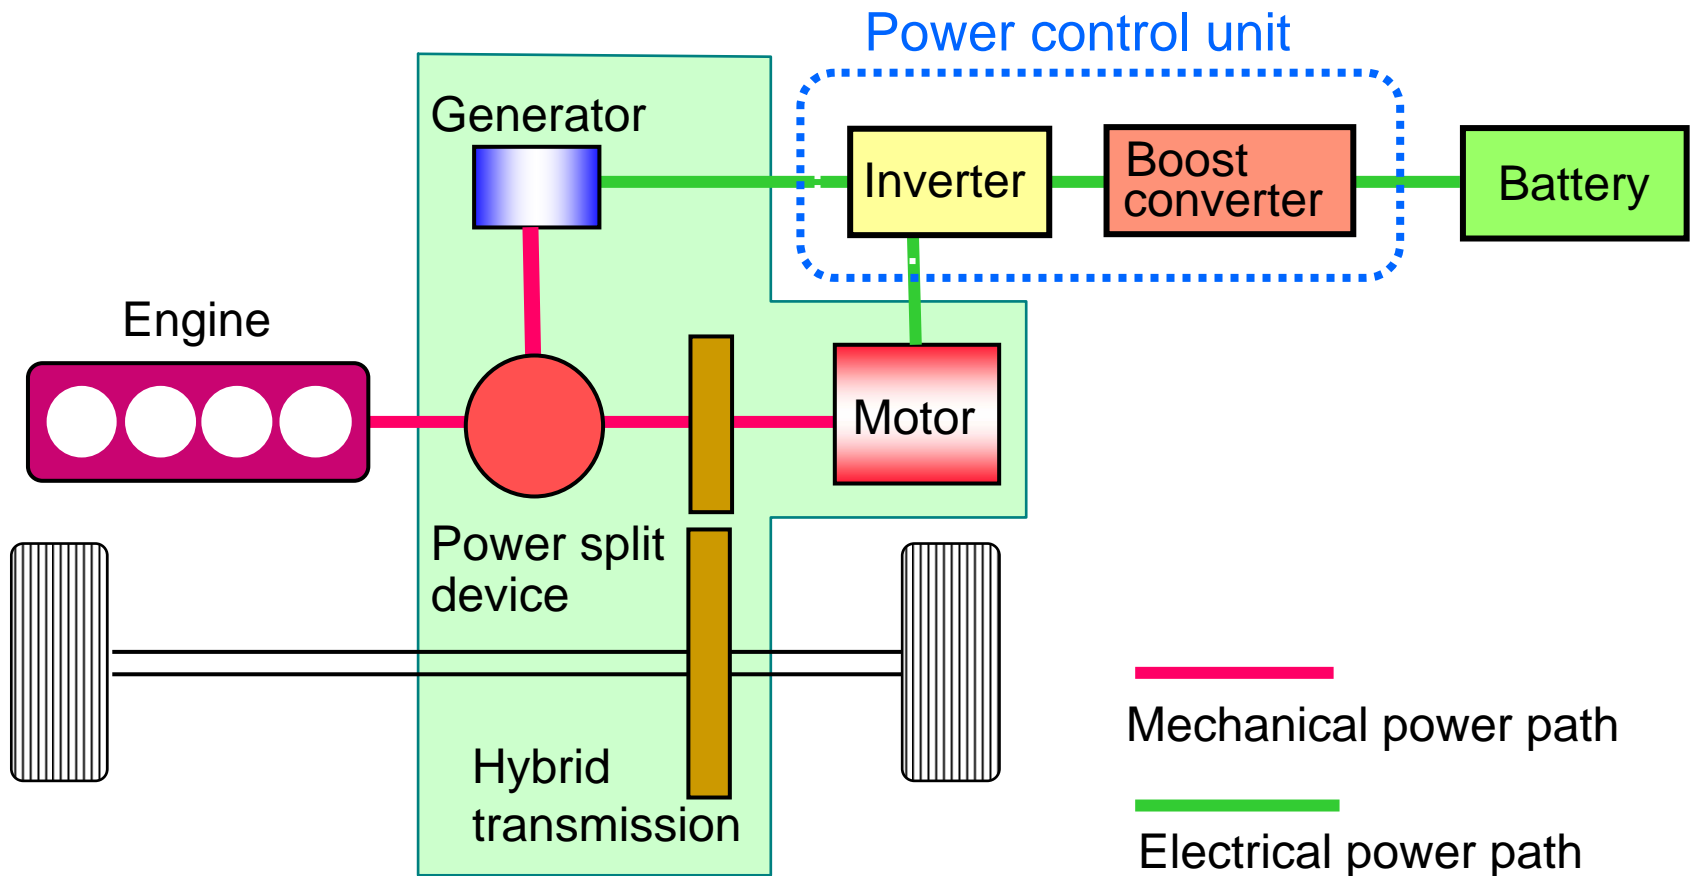 Power control unit
Generator
Inverter
Boost
converter
Battery
Engine
Motor
Power split
device
Mechanical power path
Hybrid
transmission
Electrical power path